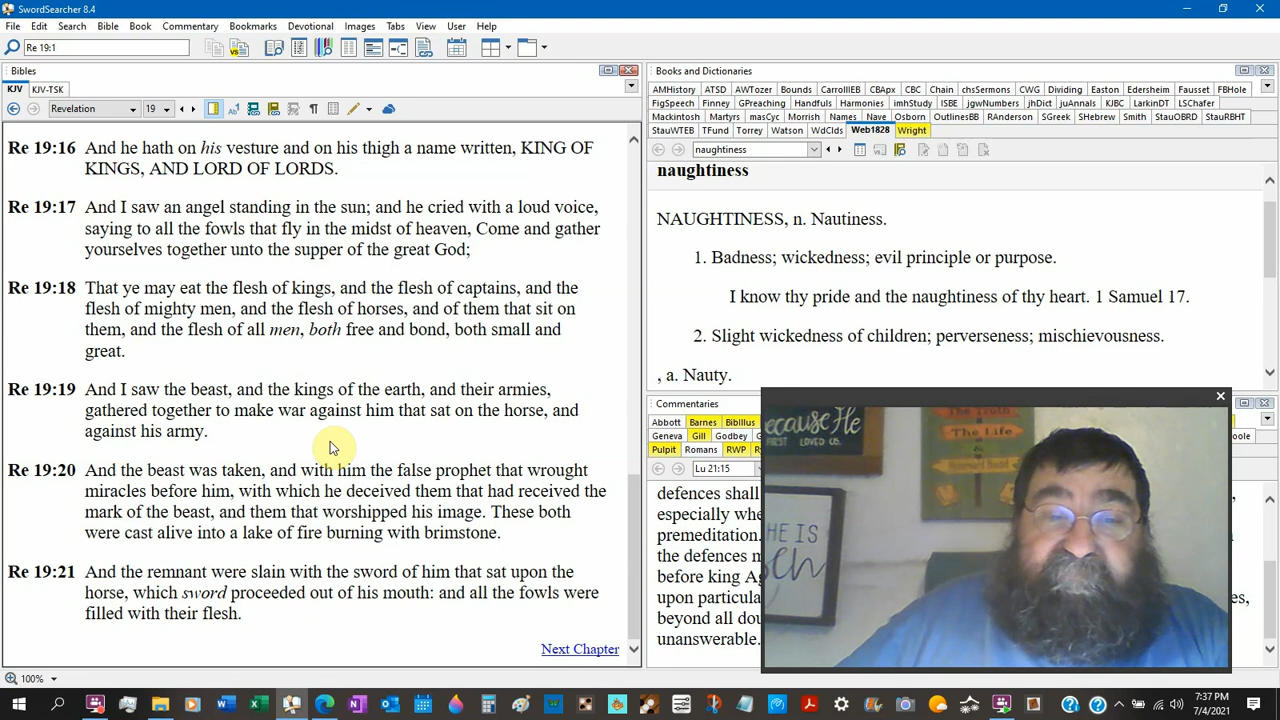 SwordSearcher 8.4
File Edit Search Bible Book Commentary Bookmarks Devotional Images Tabs View User Help
Re 19:1
Bibles
KJV KJV-TSK
Revelation 19
Re 19:16 And he hath on his vesture and on his thigh a name written, KING OF
KINGS, AND LORD OF LORDS.
Re 19:17 And I saw an angel standing in the sun; and he cried with a loud voice,
saying to all the fowls that fly in the midst of heaven, Come and gather
yourselves together unto the supper of the great God;
Re 19:18 That ye may eat the flesh of kings, and the flesh of captains, and the
flesh of mighty men, and the flesh of horses, and of them that sit on
them, and the flesh of all men, both free and bond, both small and
great.
Re 19:19 And I saw the beast, and the kings of the earth, and their armies,
gathered together to make war against him that sat on the horse, and
against his army.
Re 19:20 And the beast was taken, and with him the false prophet that wrought
miracles before him, with which he deceived them that had received the
mark of the beast, and them that worshipped his image. These both
were cast alive into a lake of fire burning with brimstone.
Re 19:21 And the remnant were slain with the sword of him that sat upon the
horse, which sword proceeded out of his mouth: and all the fowls were
filled with their flesh.
Next Chapter
100%
Books and Dictionaries
AMHistory ATSD AWTozer Bounds CarrollIEB CBApx CBC Chain chsSermons CWG Dividing Easton Edersheim Fausset FBHole
FigSpeech Finney GPreaching Handfuls Harmonies imhStudy ISBE jgwNumbers jhDict juAnnals KJBC LarkinDT LSChafer
Mackintosh Martyrs masCyc Morrish Names Nave Osborn OutlinesBB RAnderson SGreek SHebrew Smith StauOBRD StauRBHT
StauWTEB TFund Torrey Watson WdClds Web1828 Wright
naughtiness
naughtiness
NAUGHTINESS, n. Nautiness.
1. Badness; wickedness; evil principle or purpose.
I know thy pride and the naughtiness of thy heart. 1 Samuel 17.
2. Slight wickedness of children; perverseness; mischievousness.
, a. Nauty.
Commentaries
Abbott Barnes BibIllus
Geneva Gill Godbey
Pulpit Romans RWP
Lu 21:15
defences shall
especially whe
premeditation.
the defences m
before king Ag
upon particula
beyond all dou
unanswerable.
ecause He
FIRST LOVED US.
The Truth
The Life
HE IS
7:37 PM
7/4/2021